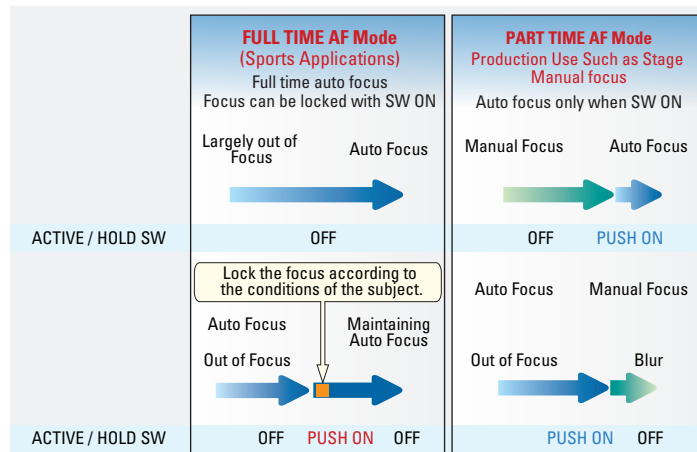 FULL TIME AF Mode
(Sports Applications)
Full time auto focus
Focus can be locked with SW ON
PART TIME AF Mode
Production Use Such as Stage
Manual focus
Auto focus only when SW ON
Largely out of
Focus
Auto Focus
Manual Focus
Auto Focus
ACTIVE / HOLD SW
OFF
OFF
PUSH ON
Lock the focus according to
the conditions of the subject.
Auto Focus
Maintaining
Auto Focus
Out of Focus
Auto Focus
Manual Focus
Out of Focus
Blur
ACTIVE / HOLD SW
OFF
PUSH ON
OFF
PUSH ON
OFF